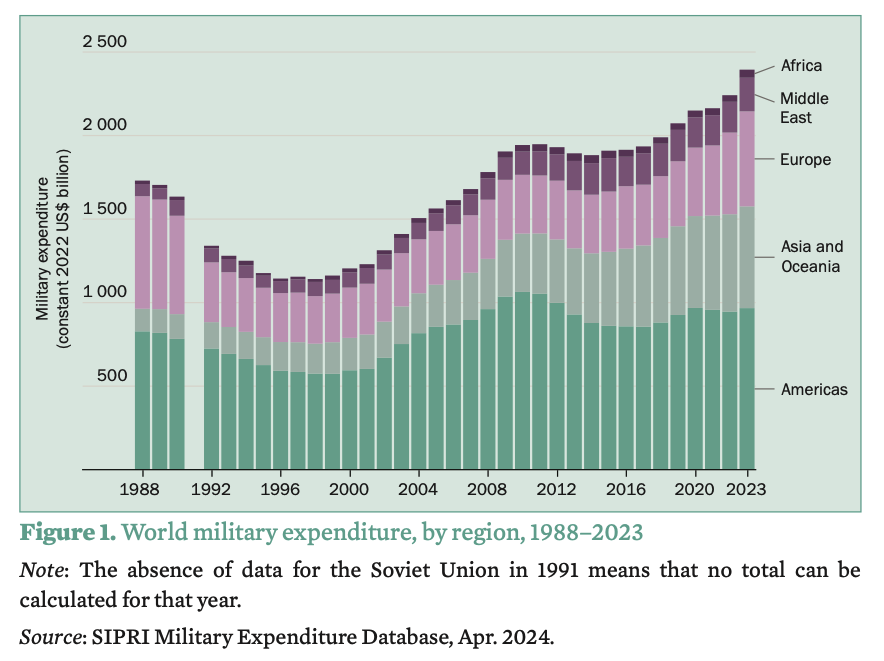 2 500
2 000
1 500
1 000
500
Military expenditure
(constant 2022 US$ billion)
Africa
Middle
East
Europe
Asia and
Oceania
Americas
1988 1992 1996 2000 2004 2008 2012 2016 2020 2023
Figure 1. World military expenditure, by region, 1988–2023
Note: The absence of data for the Soviet Union in 1991 means that no total can be
calculated for that year.
Source: SIPRI Military Expenditure Database, Apr. 2024.